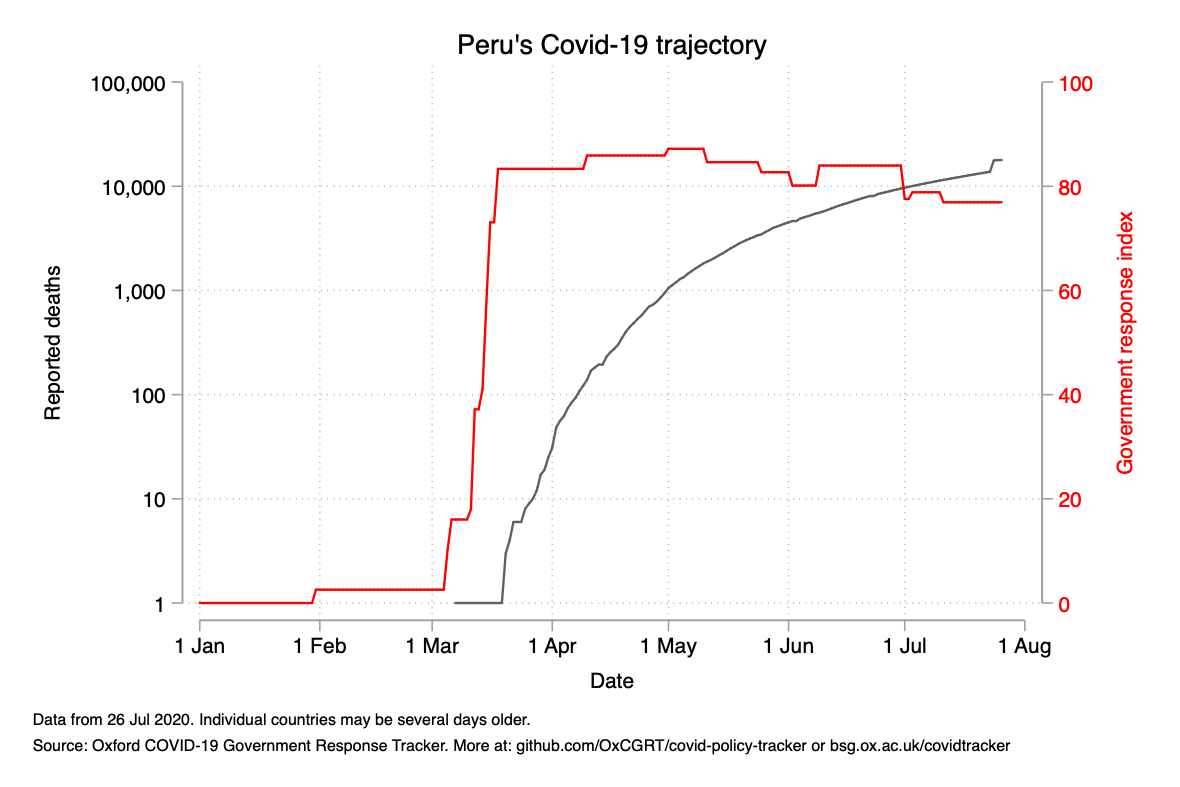 Peru's Covid-19 trajectory
100,000
10,000
1,000
100
10
1
Reported deaths
100
80
60
40
20
0
Government response index
1 Jan 1 Feb 1 Mar 1 Apr 1 May 1 Jun 1 Jul 1 Aug
Date
Data from 26 Jul 2020. Individual countries may be several days older.
Source: Oxford COVID-19 Government Response Tracker. More at: github.com/OxCGRT/covid-policy-tracker or bsg.ox.ac.uk/covidtracker